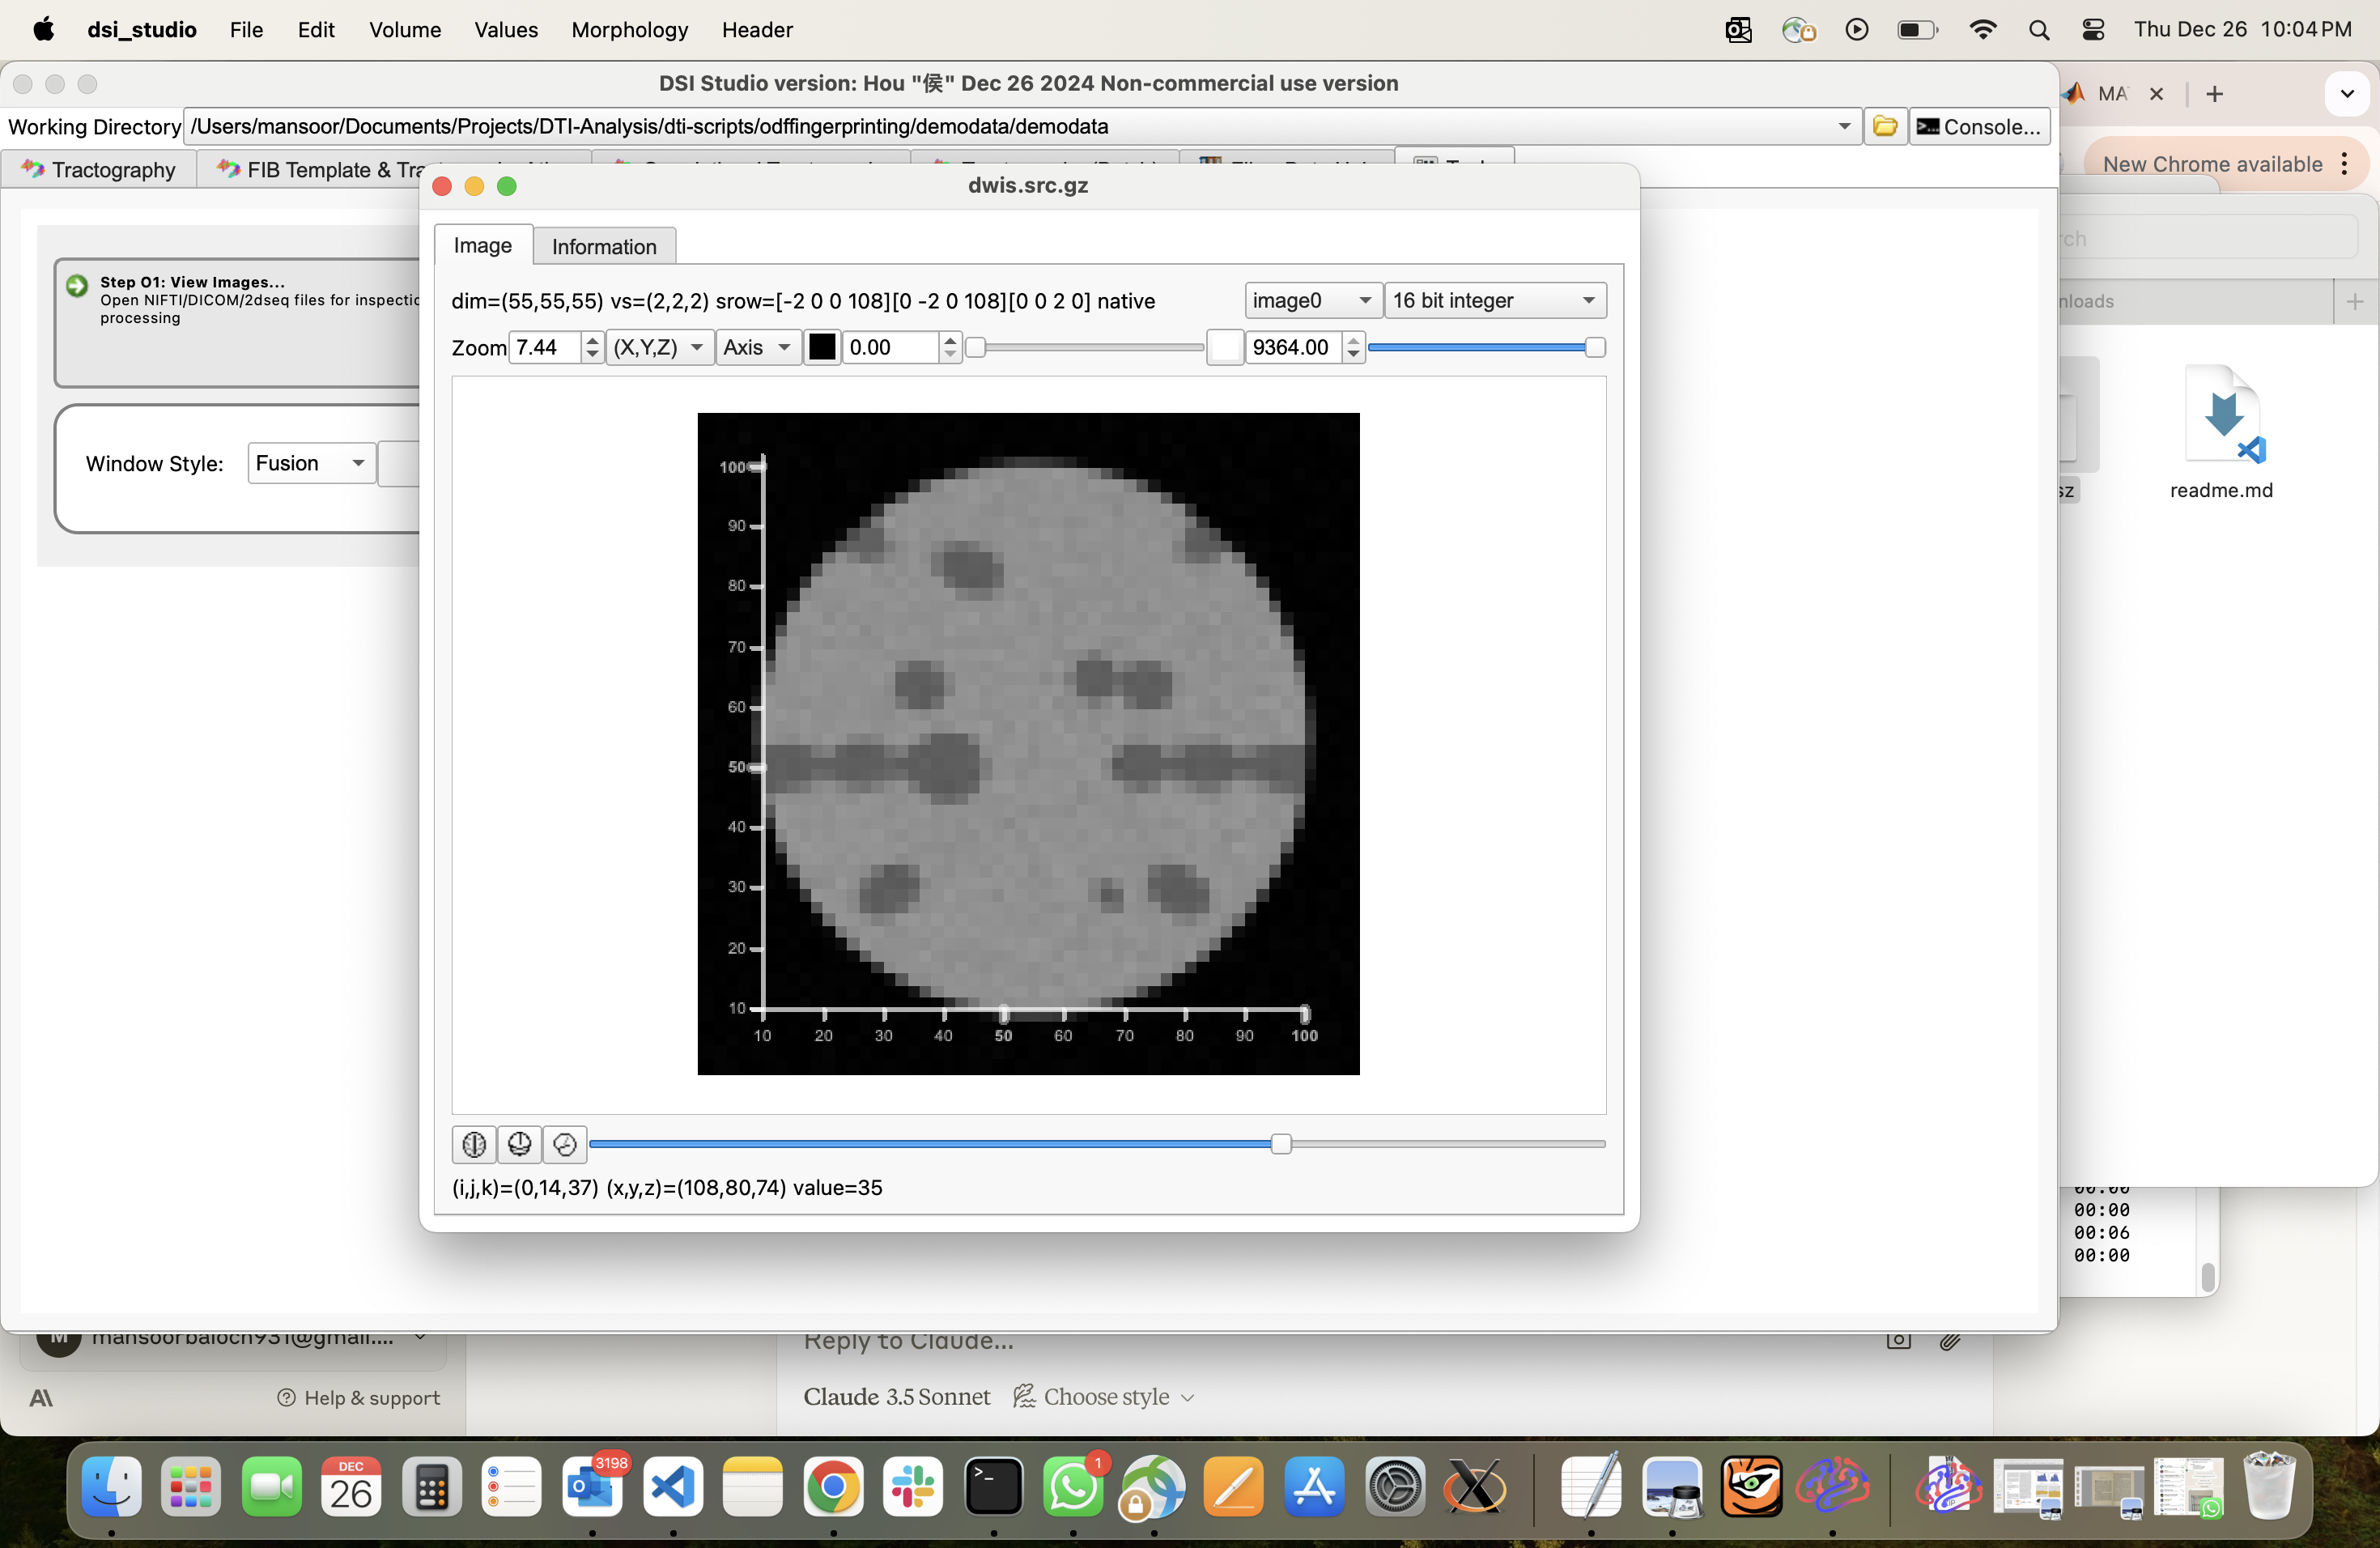 dsi_studio File Edit Volume Values Morphology Header Thu Dec 26 10:04 PM
DSI Studio version: Hou "侯" Dec 26 2024 Non-commercial use version
MA
Working Directory /Users/mansoor/Documents/Projects/DTI-Analysis/dti-scripts/odffingerprinting/demodata/demodata Console...
New Chrome available
Tractography FIB Template &
dwis.src.gz
Image Information
Step O1: View Images...
Open NIFTI/DICOM/2dseq files for
processing
dim=(55,55,55) vs=(2,2,2) srow=[-2 0 0 108][0 -2 0 108][0 0 2 0] native image0 16 bit integer
Zoom 7.44 (X,Y,Z) Axis 0.00 9364.00
Window Style: Fusion
readme.md
100
90
80
70
60
50
40
30
20
10
10 20 30 40 50 60 70 80 90 100
(i,j,k)=(0,14,37) (x,y,z)=(108,80,74) value=35
00:00
00:00
00:06
00:00
M mansoorbaloch931@gmail.... Reply to Claude...
Help & support Claude 3.5 Sonnet Choose style
DEC
26
3198
1